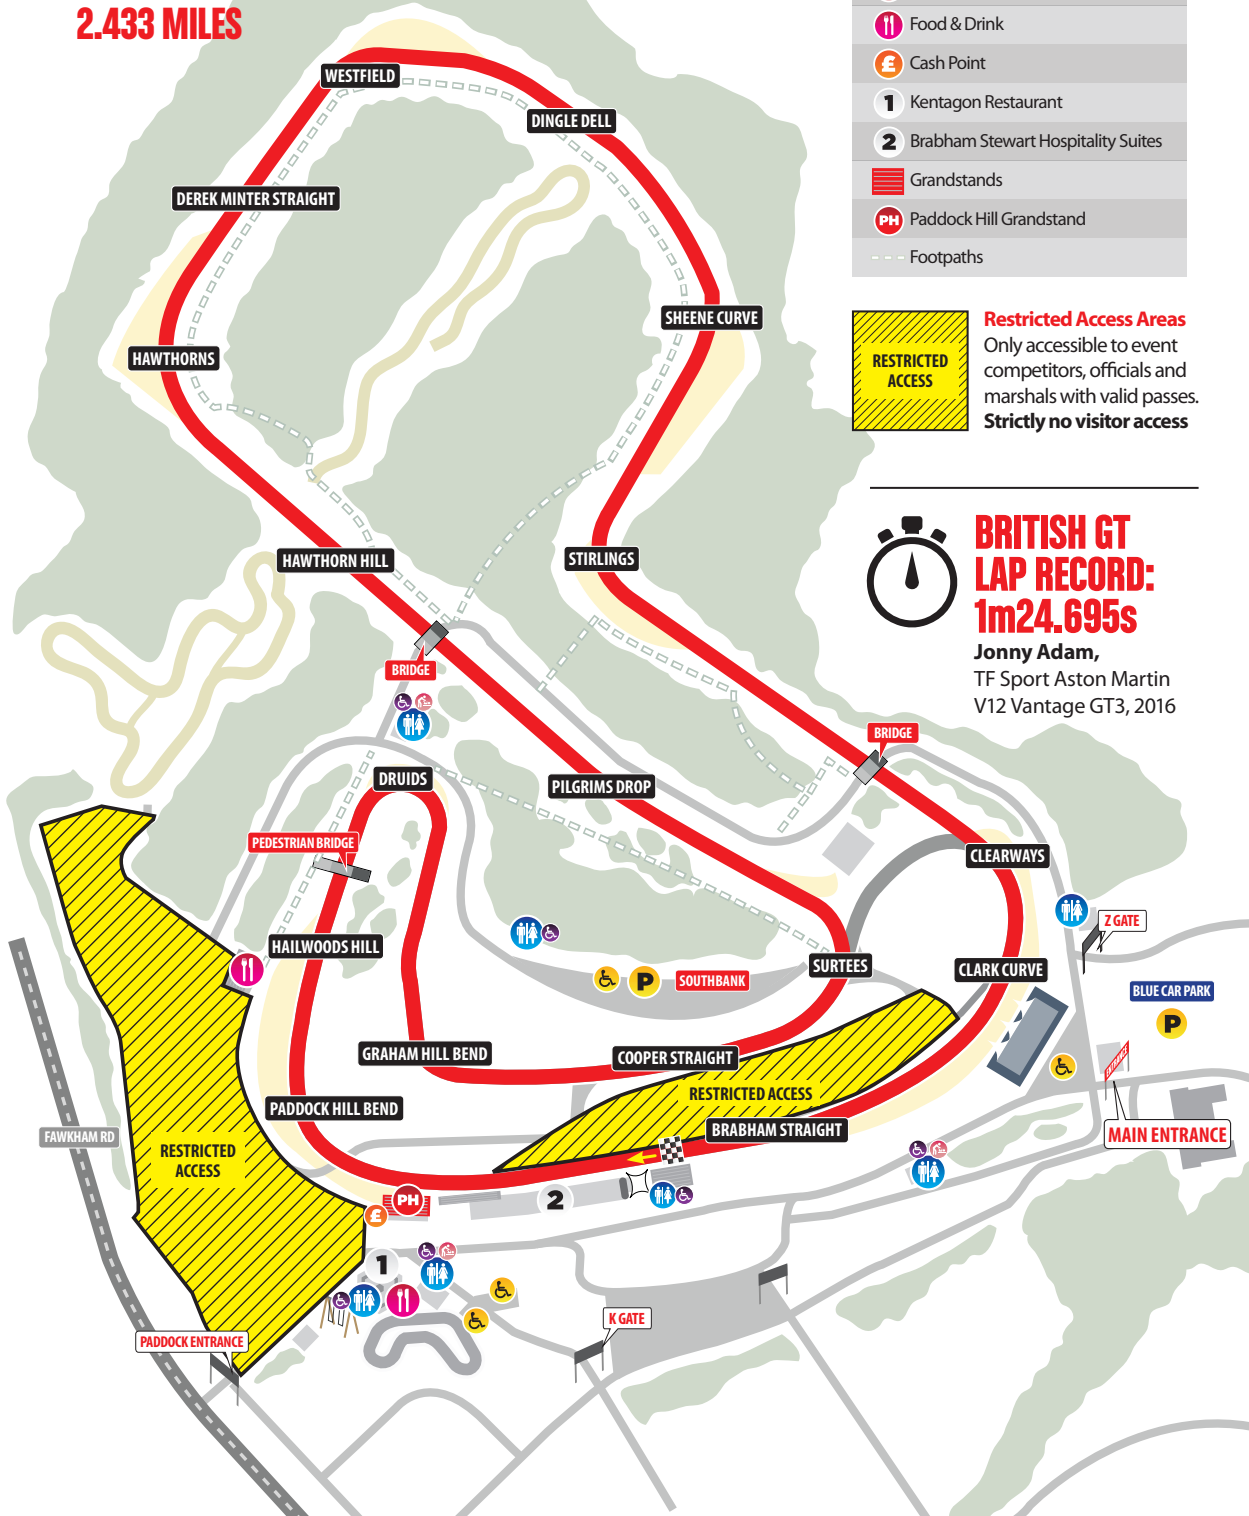 2.433 MILES
Food & Drink
£
Cash Point
1
Kentagon Restaurant
2
Brabham Stewart Hospitality Suites
Grandstands
PH
Paddock Hill Grandstand
Footpaths
RESTRICTED
ACCESS
Restricted Access Areas
Only accessible to event
competitors, officials and
marshals with valid passes.
Strictly no visitor access
BRITISH GT
LAP RECORD:
1m24.695s
Jonny Adam,
TF Sport Aston Martin
V12 Vantage GT3, 2016
WESTFIELD
DINGLE DELL
DEREK MINTER STRAIGHT
SHEENE CURVE
HAWTHORNS
HAWTHORN HILL
STIRLINGS
BRIDGE
BRIDGE
DRUIDS
PILGRIMS DROP
PEDESTRIAN BRIDGE
CLEARWAYS
Z GATE
HAILWOODS HILL
SURTEES
CLARK CURVE
P
SOUTHBANK
BLUE CAR PARK
P
GRAHAM HILL BEND
COOPER STRAIGHT
ENTRANCE
RESTRICTED ACCESS
PADDOCK HILL BEND
BRABHAM STRAIGHT
MAIN ENTRANCE
FAWKHAM RD
RESTRICTED
ACCESS
PH
2
£
1
K GATE
PADDOCK ENTRANCE